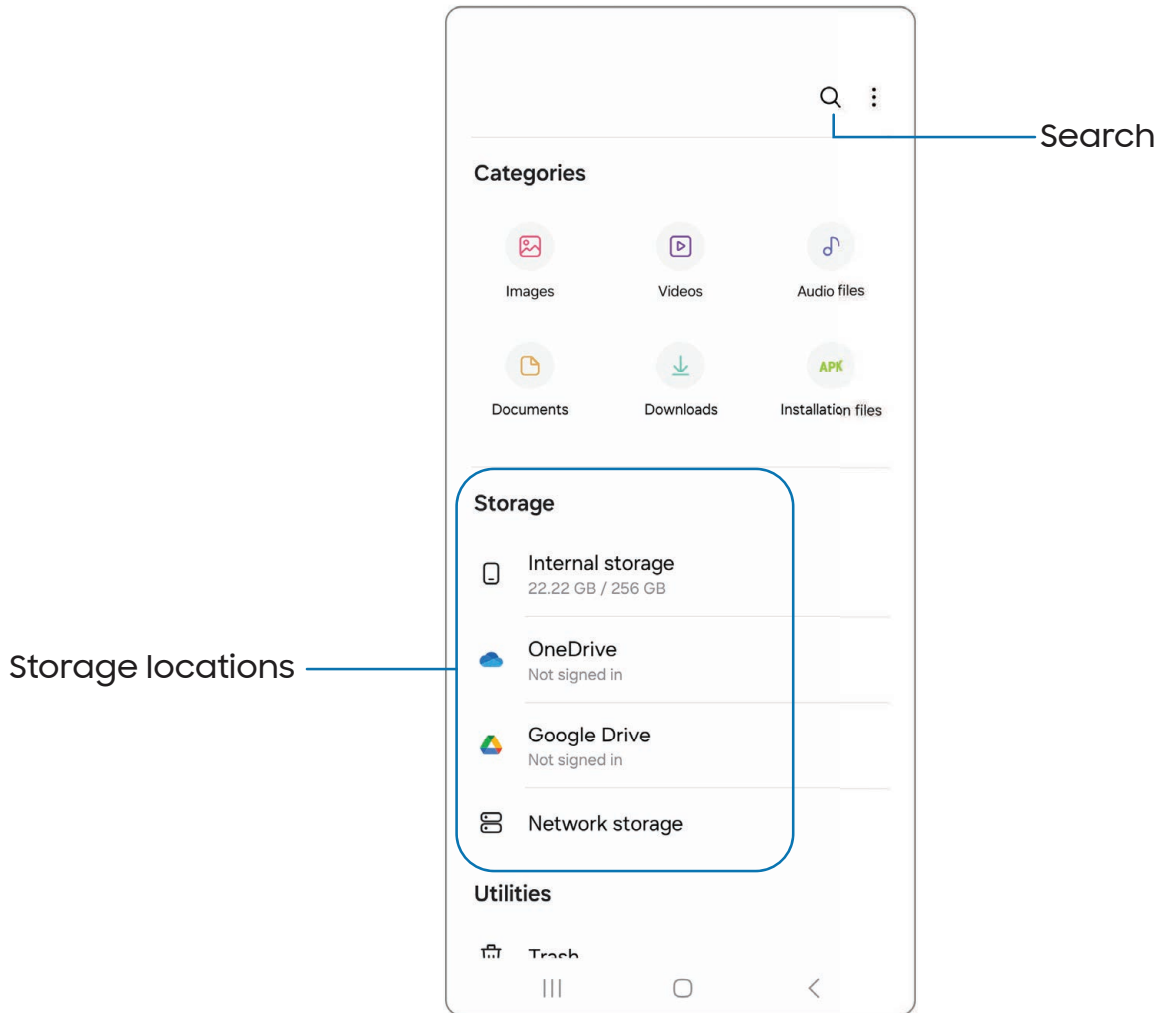 Search
Categories
Images Videos Audio files
Documents Downloads APK Installation files
Storage
Internal storage
22.22 GB / 256 GB
Storage locations
OneDrive
Not signed in
Google Drive
Not signed in
Network storage
Utilities
Trash